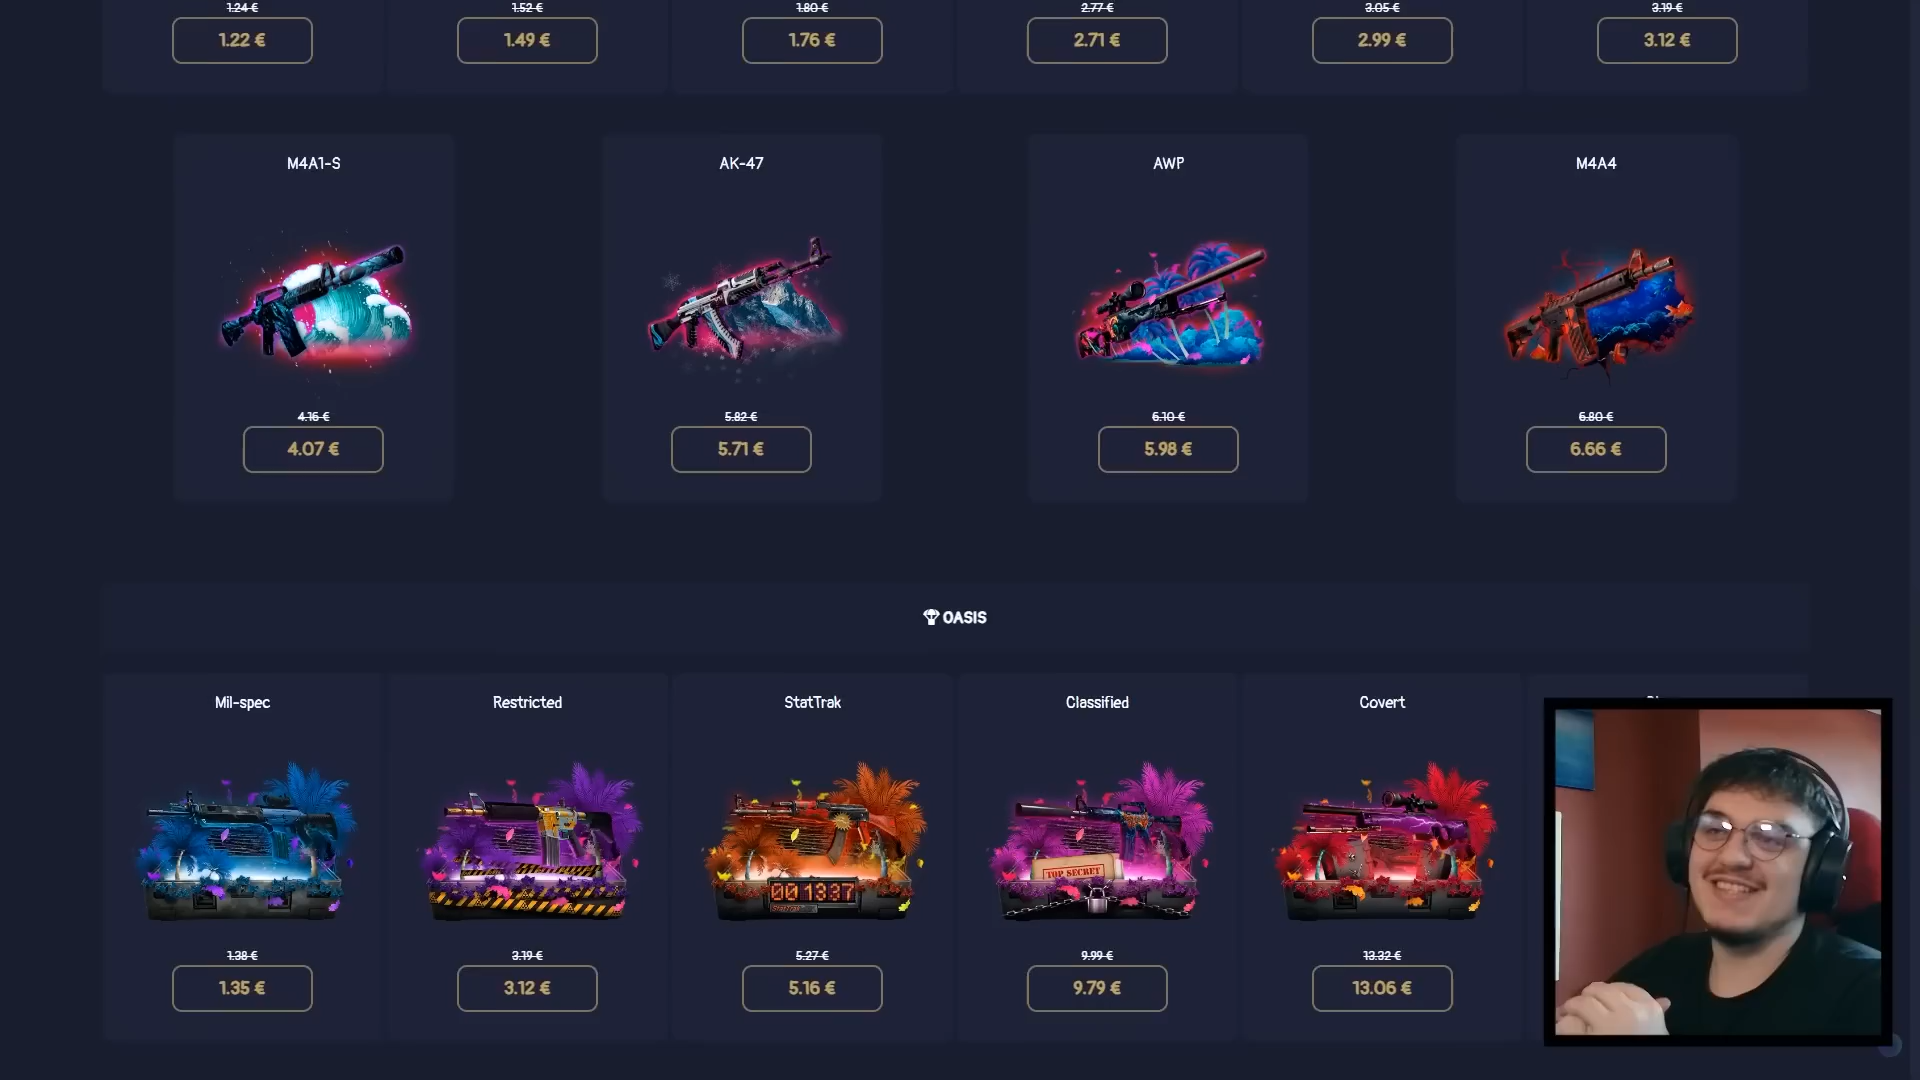 1.24 € 1.52 € 1.80 € 2.77 € 3.05 € 3.19 €
1.22 € 1.49 € 1.76 € 2.71 € 2.99 € 3.12 €
M4A1-S AK-47 AWP M4A4
4.16 € 5.82 € 6.10 € 6.80 €
4.07 € 5.71 € 5.98 € 6.66 €
OASIS
Mil-spec Restricted StatTrak Classified Covert
TOP SECRET
001337
1.38 € 3.19 € 5.27 € 9.99 € 13.32 €
1.35 € 3.12 € 5.16 € 9.79 € 13.06 €